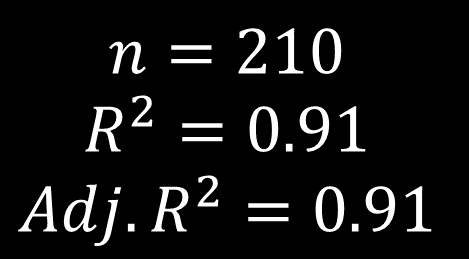 n = 210
R² = 0.91
Adj. R² = 0.91